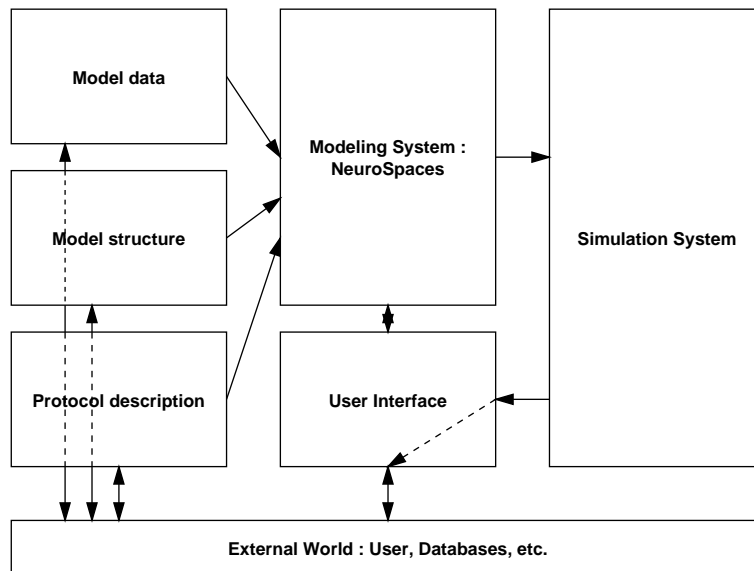 Model data
Modeling System :
NeuroSpaces
Model structure
Simulation System
Protocol description
User Interface
External World : User, Databases, etc.